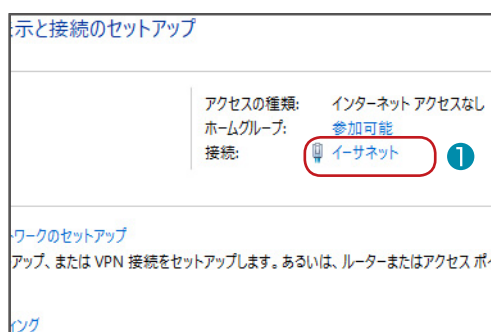 示と接続のセットアップ
アクセスの種類: インターネット アクセスなし
ホームグループ: 参加可能
接続: イーサネット
1
ワークのセットアップ
アップ、または VPN 接続をセットアップします。あるいは、ルーターまたはアクセス ポイ
ィング